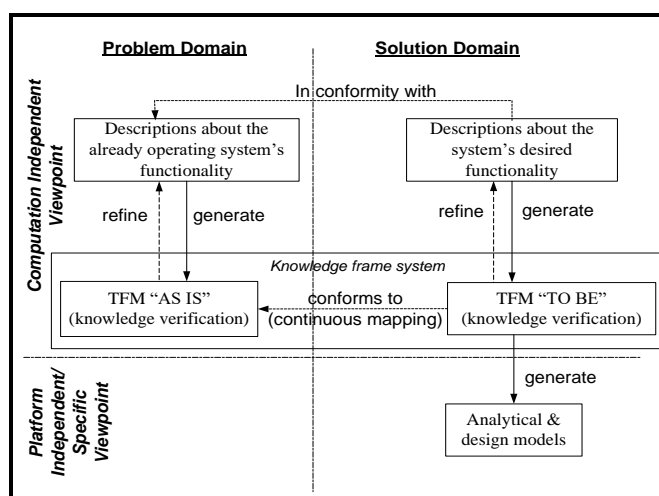 Problem Domain
Solution Domain
Computation Independent
Viewpoint
In conformity with
Descriptions about the
already operating system's
functionality
Descriptions about the
system's desired
functionality
refine
generate
refine
generate
Knowledge frame system
TFM “AS IS”
(knowledge verification)
conforms to
(continuous mapping)
TFM “TO BE”
(knowledge verification)
Platform
Independent/
Specific
Viewpoint
generate
Analytical &
design models